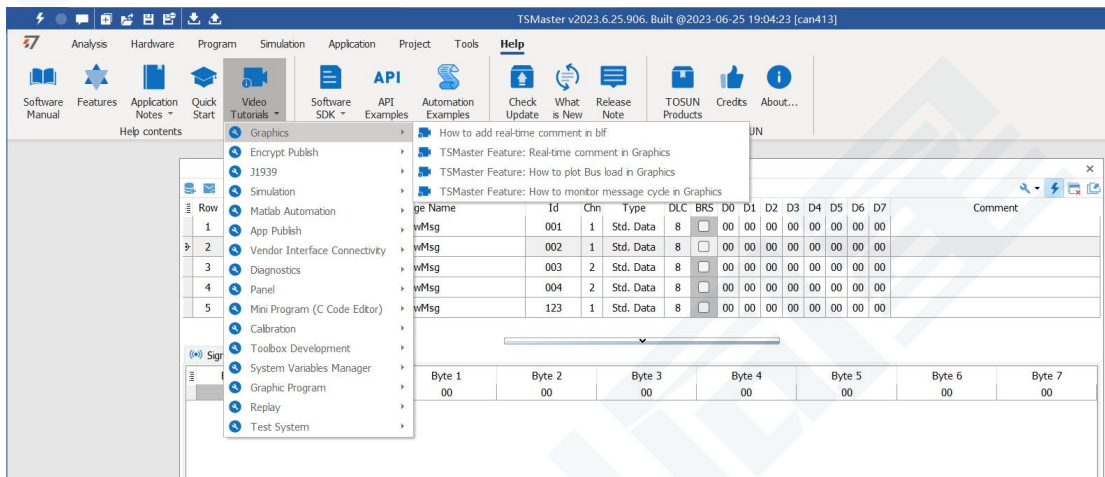 TSMaster v2023.6.25.906. Built @2023-06-25 19:04:23 [can413]
Analysis Hardware Program Simulation Application Project Tools Help
API
Software Manual
Features
Application Notes
Quick Start
Video Tutorials
Software SDK
API Examples
Automation Examples
Check Update
What is New
Release Note
TOSUN Products
Credits
About...
Help contents
UN
Graphics
Encrypt Publish
J1939
Simulation
Matlab Automation
App Publish
Vendor Interface Connectivity
Diagnostics
Panel
Mini Program (C Code Editor)
Calibration
Toolbox Development
System Variables Manager
Graphic Program
Replay
Test System
How to add real-time comment in blf
TSMaster Feature: Real-time comment in Graphics
TSMaster Feature: How to plot Bus load in Graphics
TSMaster Feature: How to monitor message cycle in Graphics
Row ge Name Id Chn Type DLC BRS D0 D1 D2 D3 D4 D5 D6 D7 Comment
1 wMsg 001 1 Std. Data 8 00 00 00 00 00 00 00 00
2 wMsg 002 1 Std. Data 8 00 00 00 00 00 00 00 00
3 wMsg 003 2 Std. Data 8 00 00 00 00 00 00 00 00
4 wMsg 004 2 Std. Data 8 00 00 00 00 00 00 00 00
5 wMsg 123 1 Std. Data 8 00 00 00 00 00 00 00 00
Sign
Byte 1 Byte 2 Byte 3 Byte 4 Byte 5 Byte 6 Byte 7
00 00 00 00 00 00 00